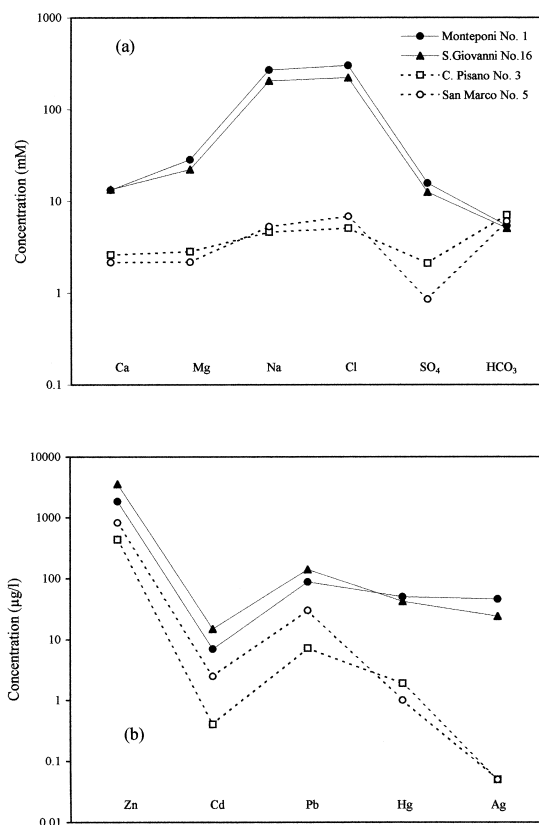 1000
(a)
Monteponi No. 1
S.Giovanni No.16
C. Pisano No. 3
San Marco No. 5
100
10
1
0.1
Concentration (mM)
Ca Mg Na Cl SO₄ HCO₃
10000
1000
100
10
1
0.1
0.01
Concentration (µg/l)
(b)
Zn Cd Pb Hg Ag